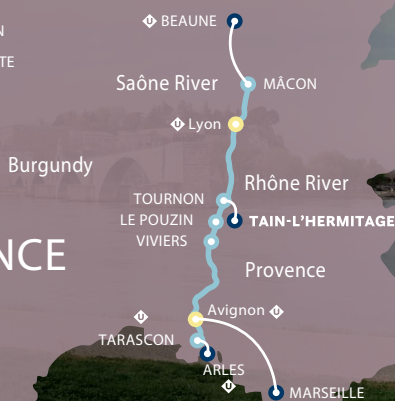 N
BEAUNE
TE
Saône River
MÂCON
Lyon
Burgundy
Rhône River
TOURNON
LE POUZIN
TAIN-L'HERMITAGE
VIVIERS
NCE
Provence
Avignon
TARASCON
ARLES
MARSEILLE